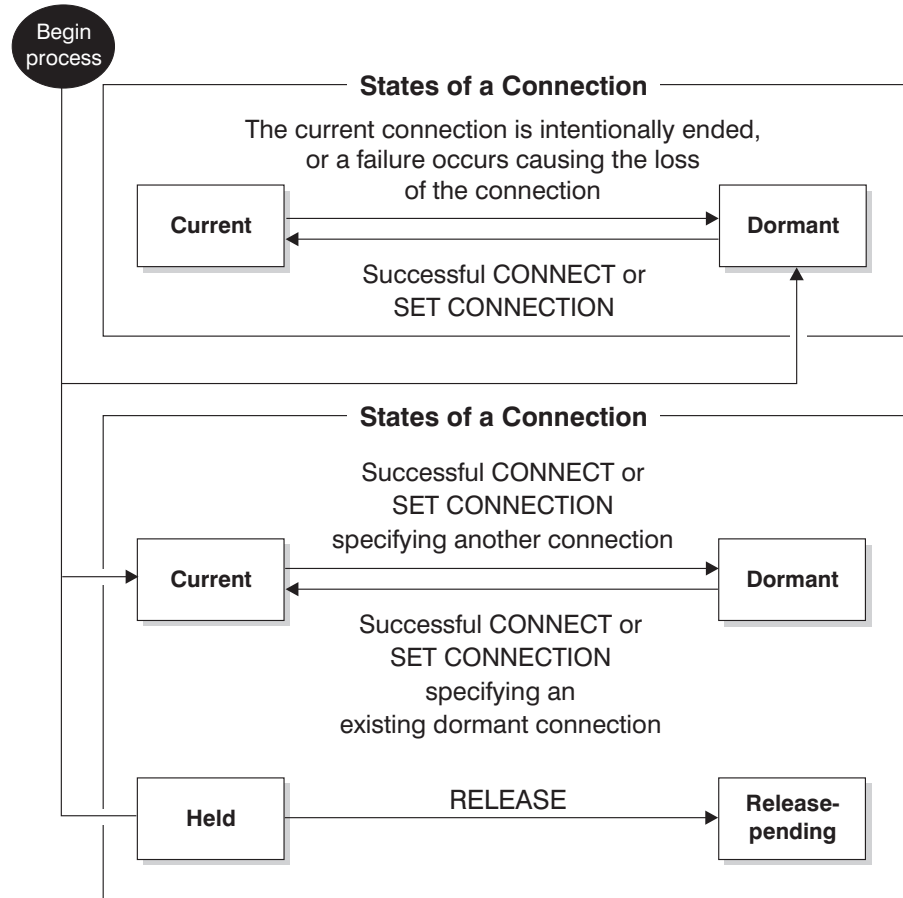 Begin
process
States of a Connection
The current connection is intentionally ended,
or a failure occurs causing the loss
of the connection
Current
Dormant
Successful CONNECT or
SET CONNECTION
States of a Connection
Successful CONNECT or
SET CONNECTION
specifying another connection
Current
Dormant
Successful CONNECT or
SET CONNECTION
specifying an
existing dormant connection
Held
RELEASE
Release-
pending